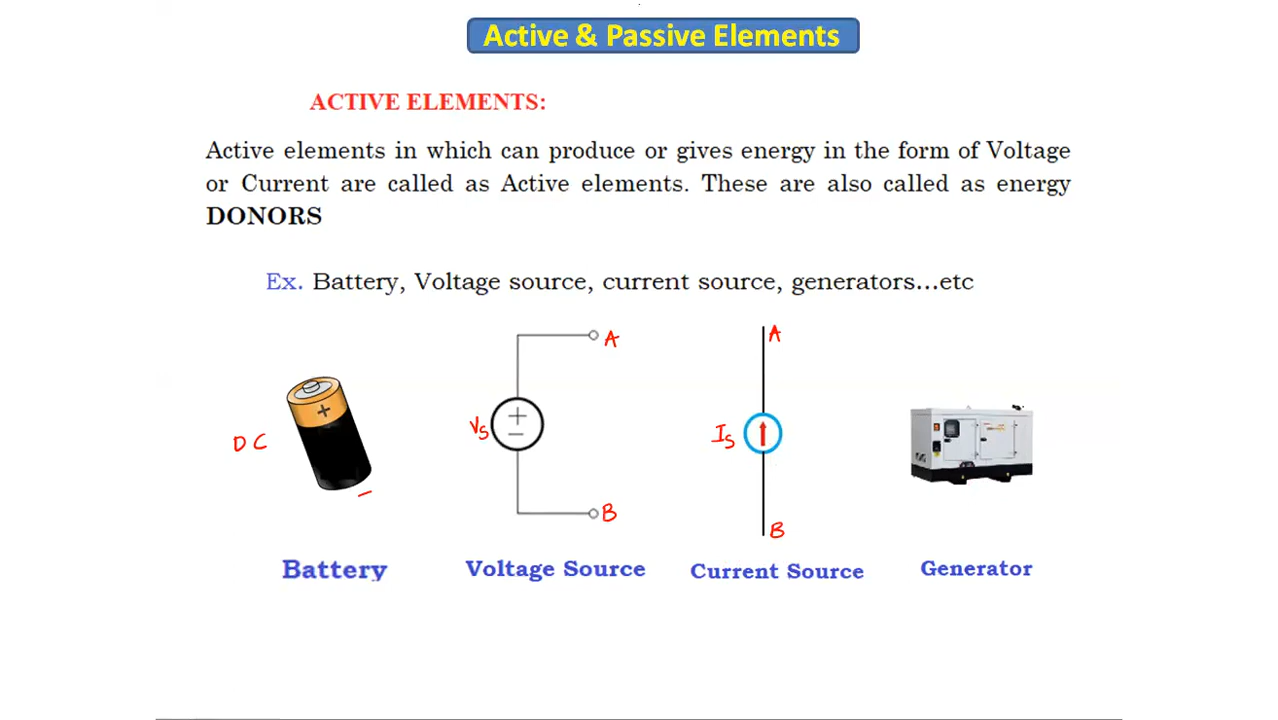 Active & Passive Elements
ACTIVE ELEMENTS:
Active elements in which can produce or gives energy in the form of Voltage
or Current are called as Active elements. These are also called as energy
DONORS
Ex. Battery, Voltage source, current source, generators...etc
A
A
+
+
−
Vs
Is
DC
−
B
B
Battery
Voltage Source
Current Source
Generator